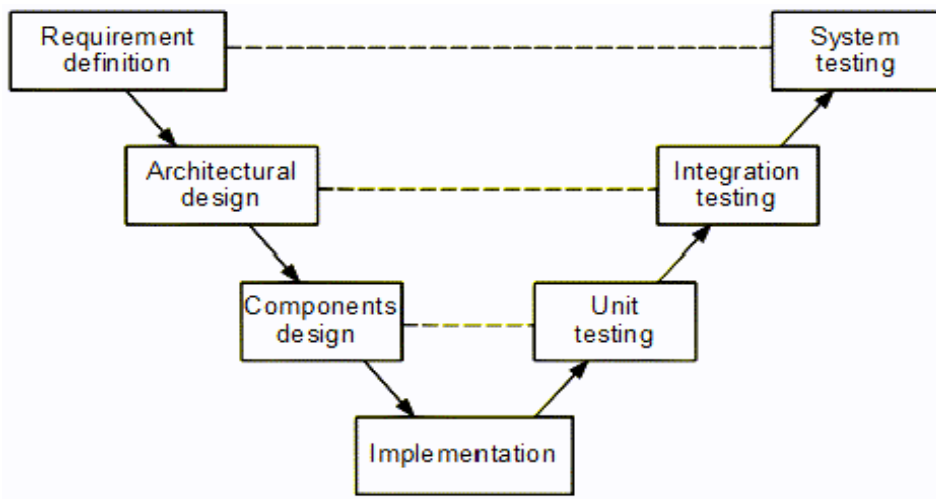 Requirement
definition
System
testing
Architectural
design
Integration
testing
Components
design
Unit
testing
Implementation